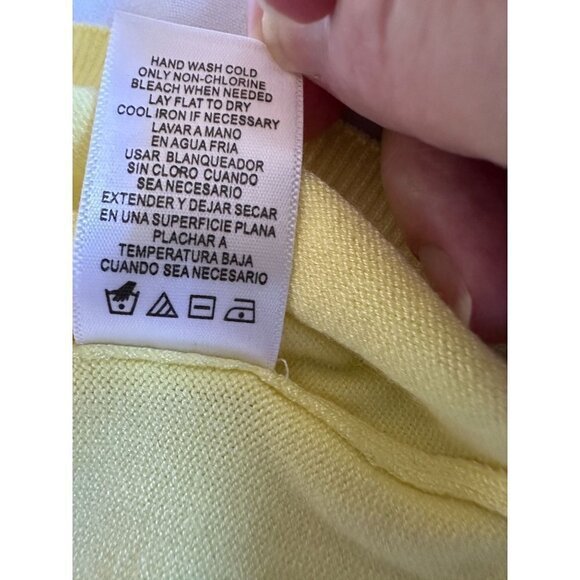 HAND WASH COLD
ONLY NON-CHLORINE
BLEACH WHEN NEEDED
LAY FLAT TO DRY
COOL IRON IF NECESSARY
LAVAR A MANO
EN AGUA FRIA
USAR BLANQUEADOR
SIN CLORO CUANDO
SEA NECESARIO
EXTENDER Y DEJAR SECAR
EN UNA SUPERFICIE PLANA
PLACHAR A
TEMPERATURA BAJA
CUANDO SEA NECESARIO